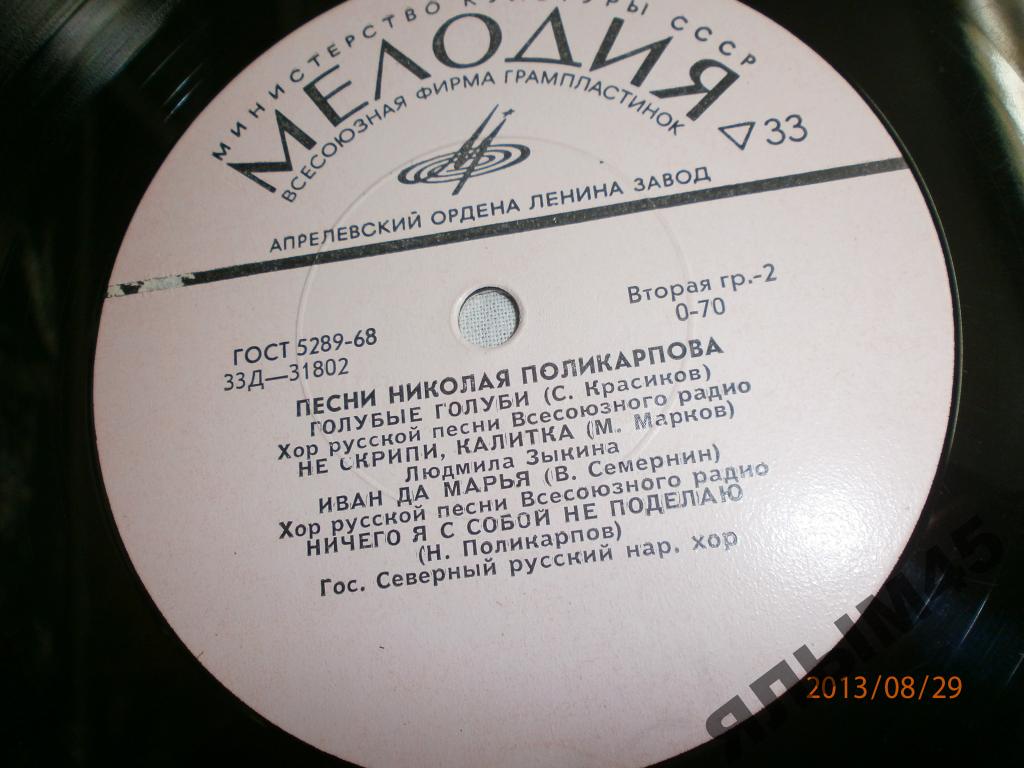 МИНИСТЕРСТВО КУЛЬТУРЫ СССР
МЕЛОДИЯ
ВСЕСОЮЗНАЯ ФИРМА ГРАМПЛАСТИНОК
33
АПРЕЛЕВСКИЙ ОРДЕНА ЛЕНИНА ЗАВОД
ГОСТ 5289-68
33Д—31802
Вторая гр.-2
0-70
ПЕСНИ НИКОЛАЯ ПОЛИКАРПОВА
ГОЛУБЫЕ ГОЛУБИ (С. Красиков)
Хор русской песни Всесоюзного радио
НЕ СКРИПИ, КАЛИТКА (М. Марков)
Людмила Зыкина
ИВАН ДА МАРЬЯ (В. Семернин)
Хор русской песни Всесоюзного радио
НИЧЕГО Я С СОБОЙ НЕ ПОДЕЛАЮ
(Н. Поликарпов)
Гос. Северный русский нар. хор
ЯЛЫМ45
2013/08/29